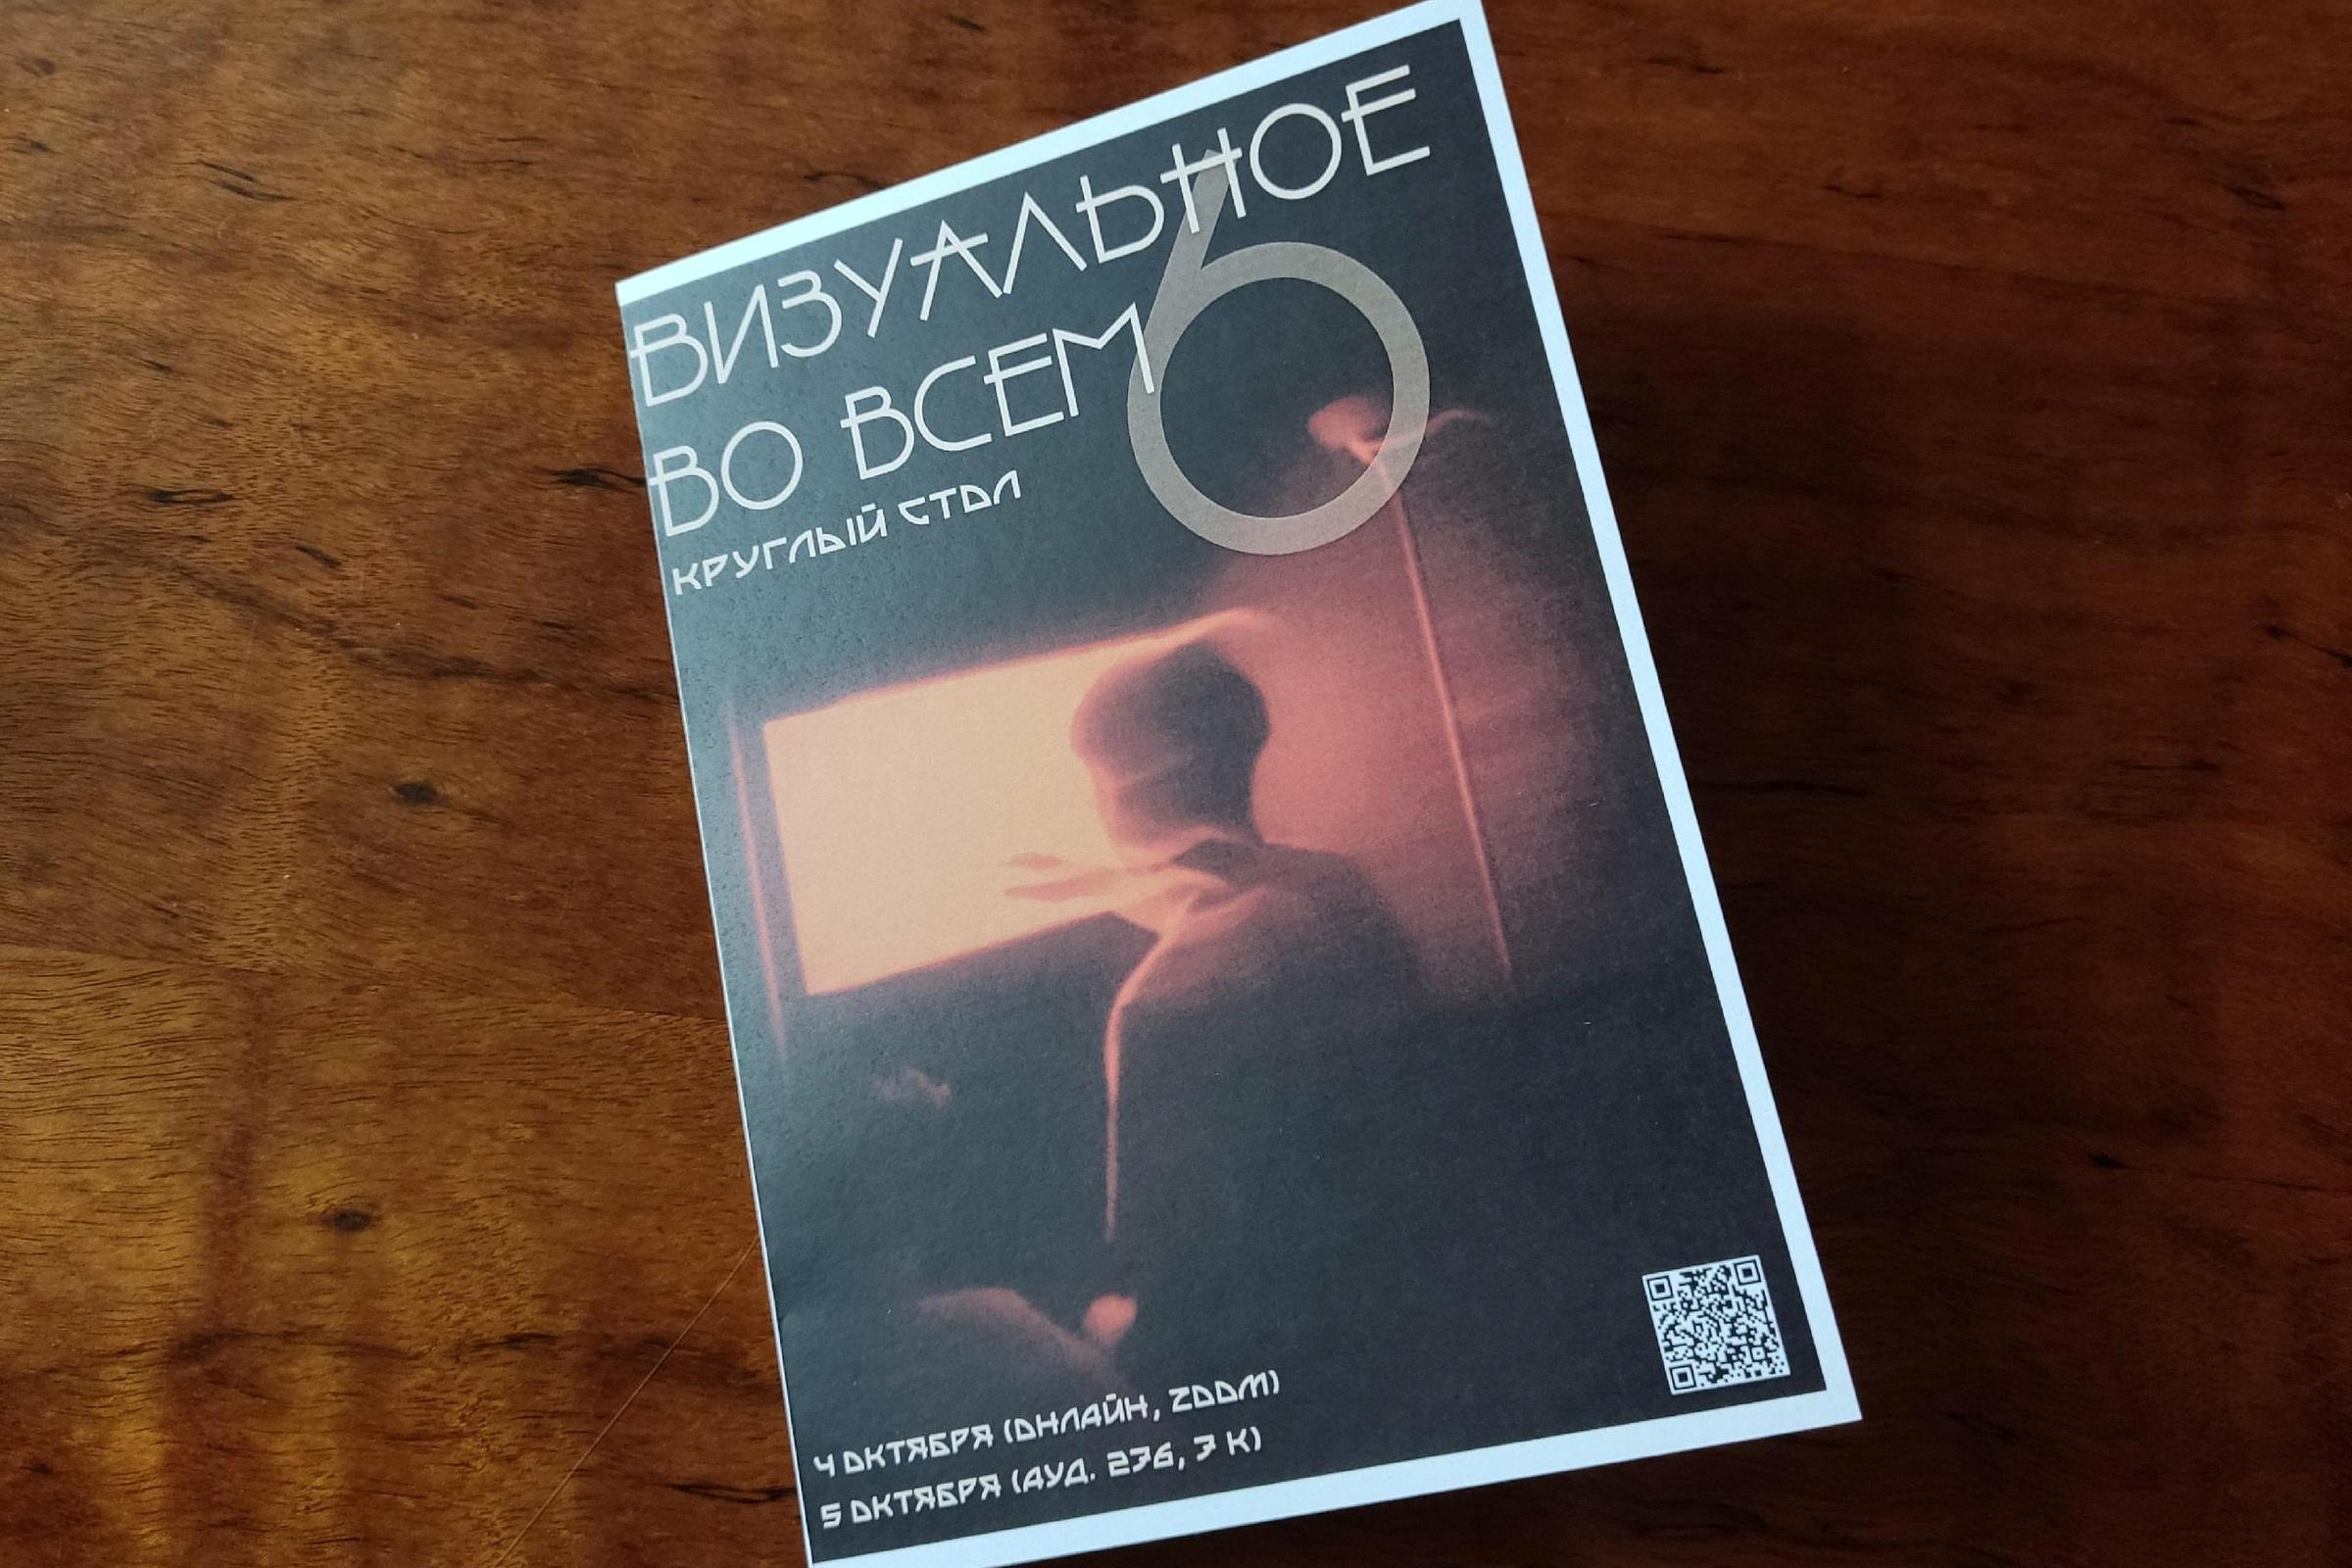 ВИЗУАЛЬНОЕ
ВО ВСЕМ 6
КРУГЛЫЙ СТОЛ
4 ОКТЯБРЯ (ОНЛАЙН, ZOOM)
5 ОКТЯБРЯ (АУД. 276, 7 К)